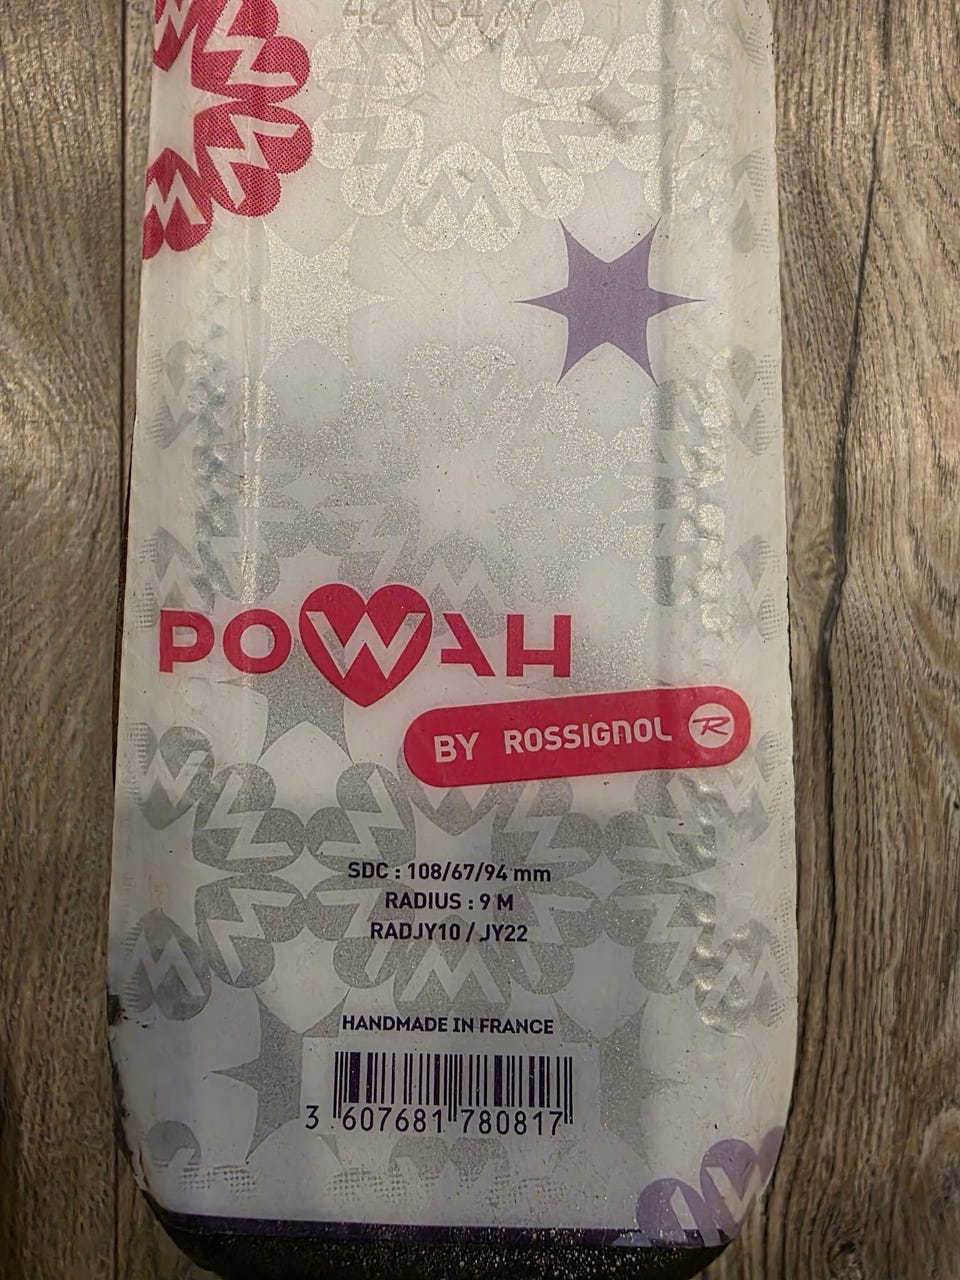 POWAH
BY ROSSIGNOL R
SDC : 108/67/94 mm
RADIUS : 9 M
RADJY10 / JY22
HANDMADE IN FRANCE
3 607681 780817